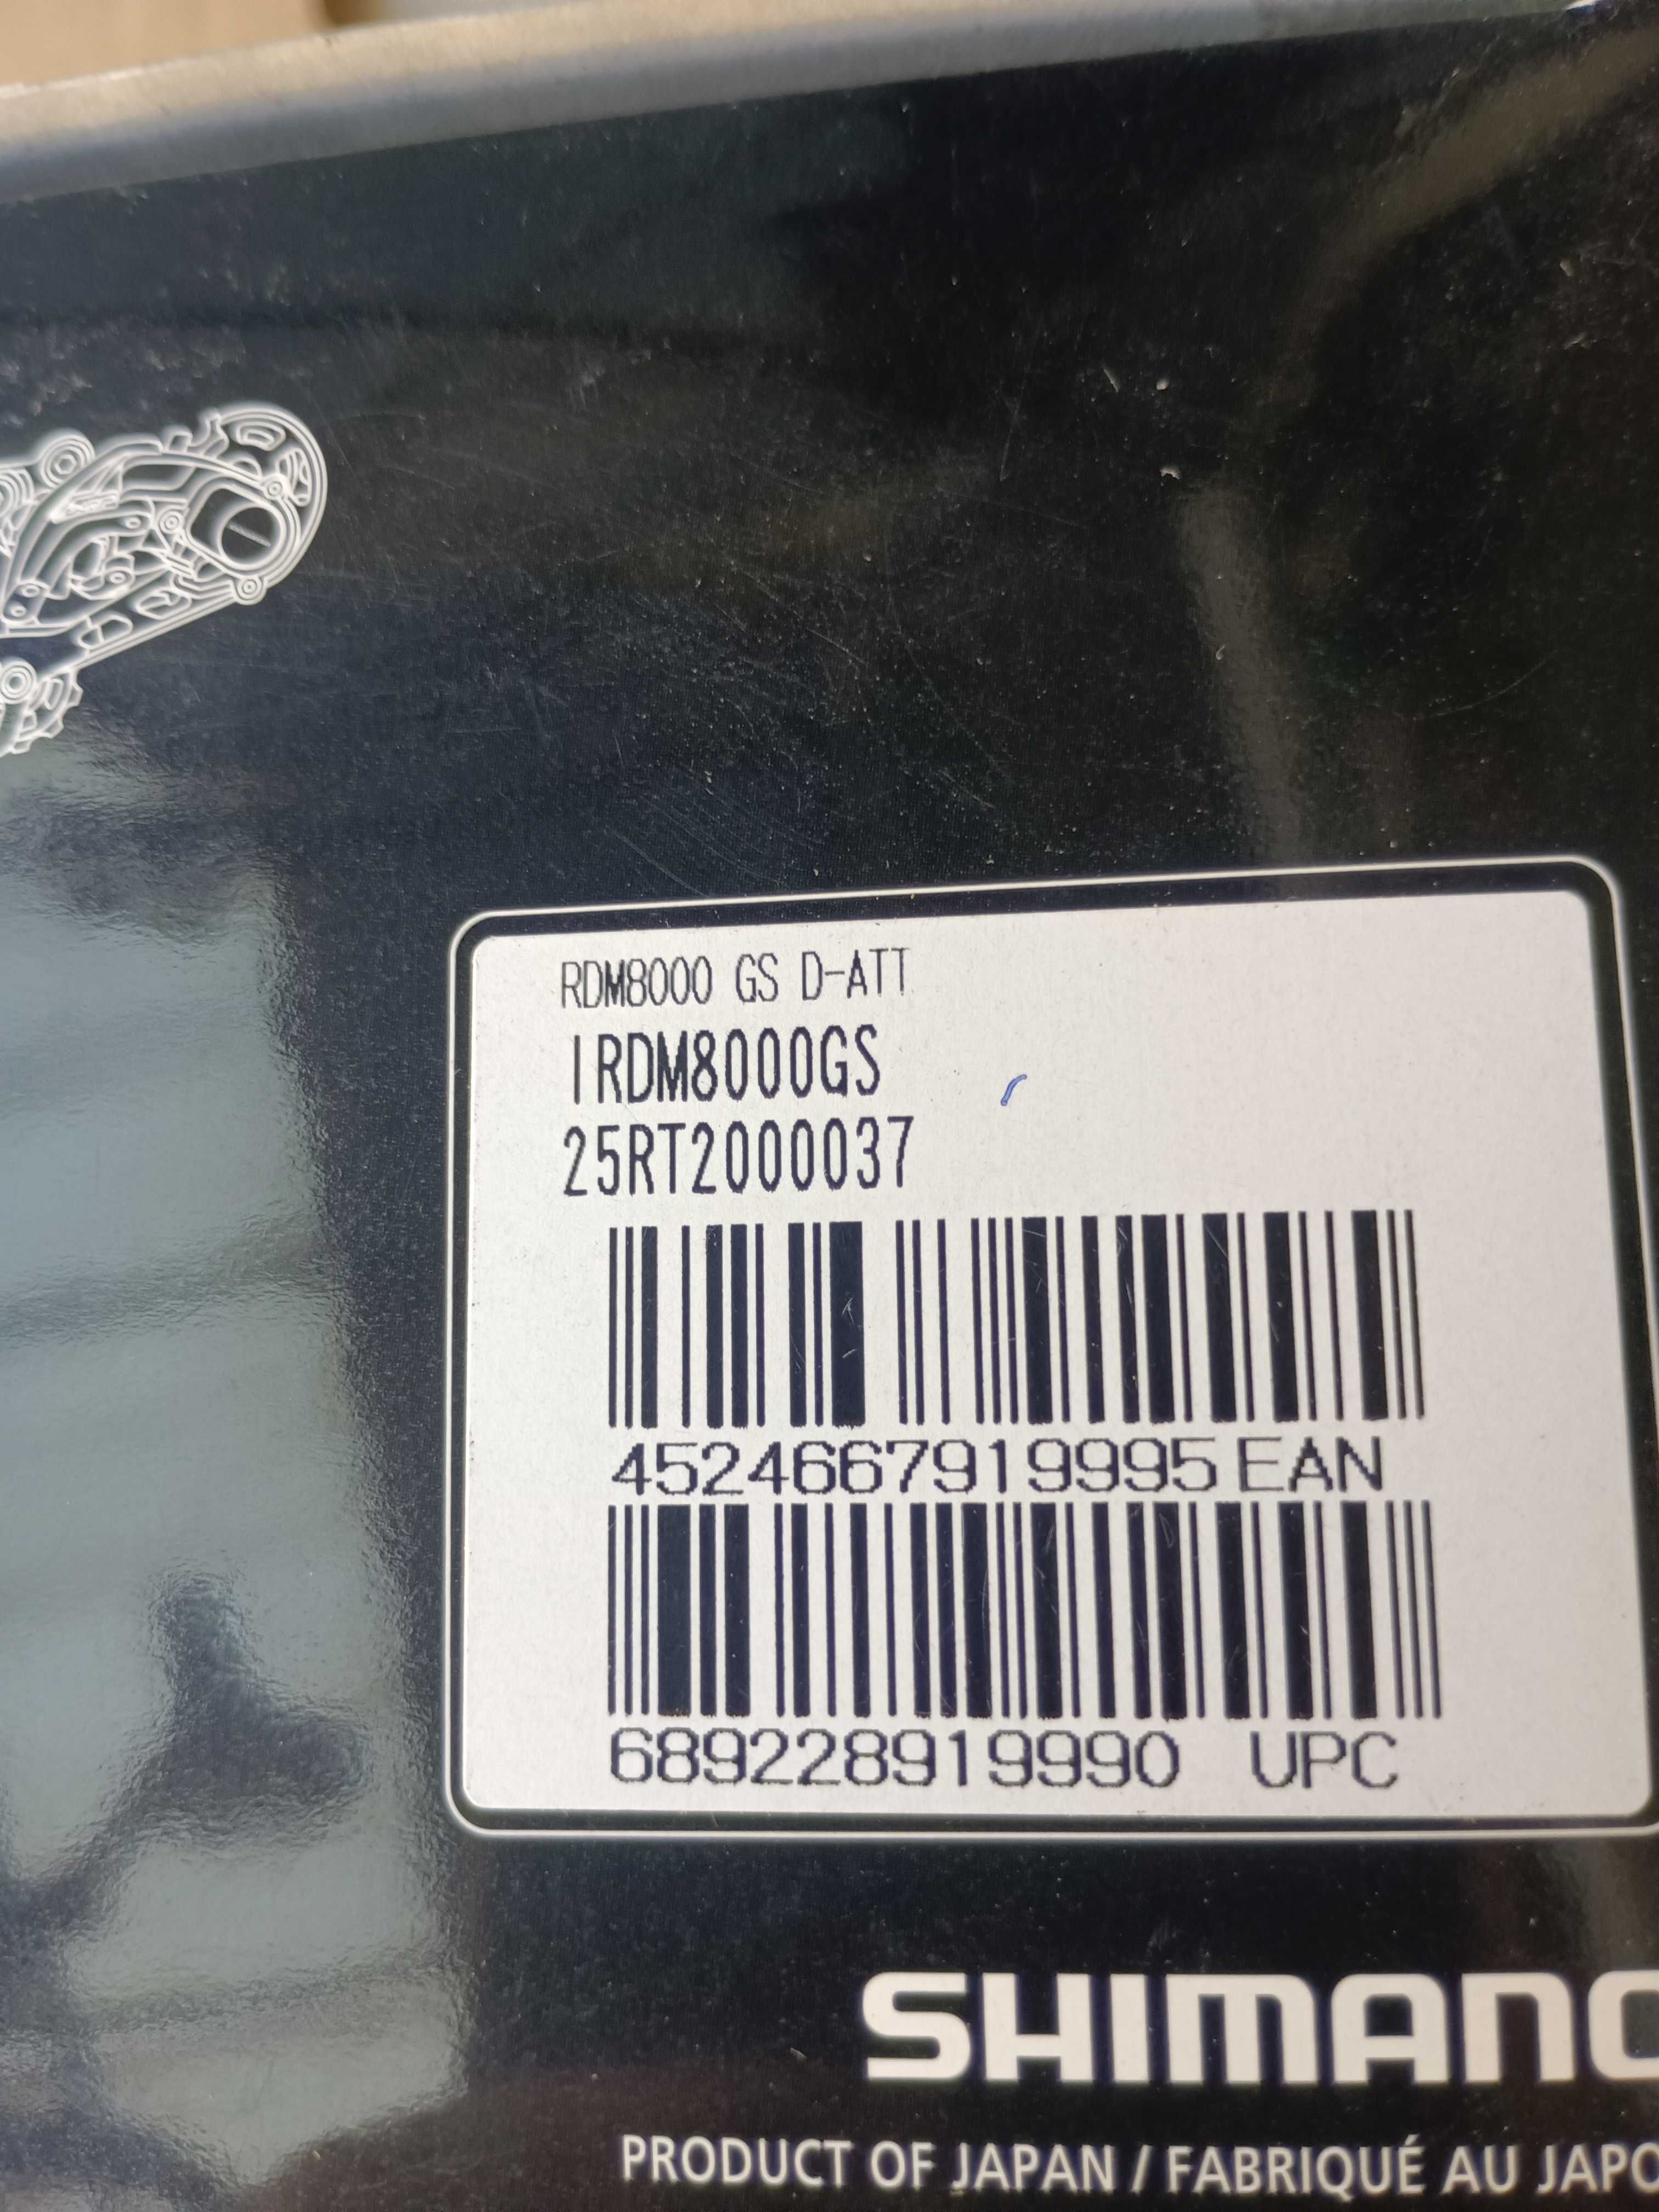 RDM8000 GS D-ATT
IRDM8000GS
25RT2000037
4524667919995 EAN
689228919990 UPC
SHIMANO
PRODUCT OF JAPAN / FABRIQUÉ AU JAPO